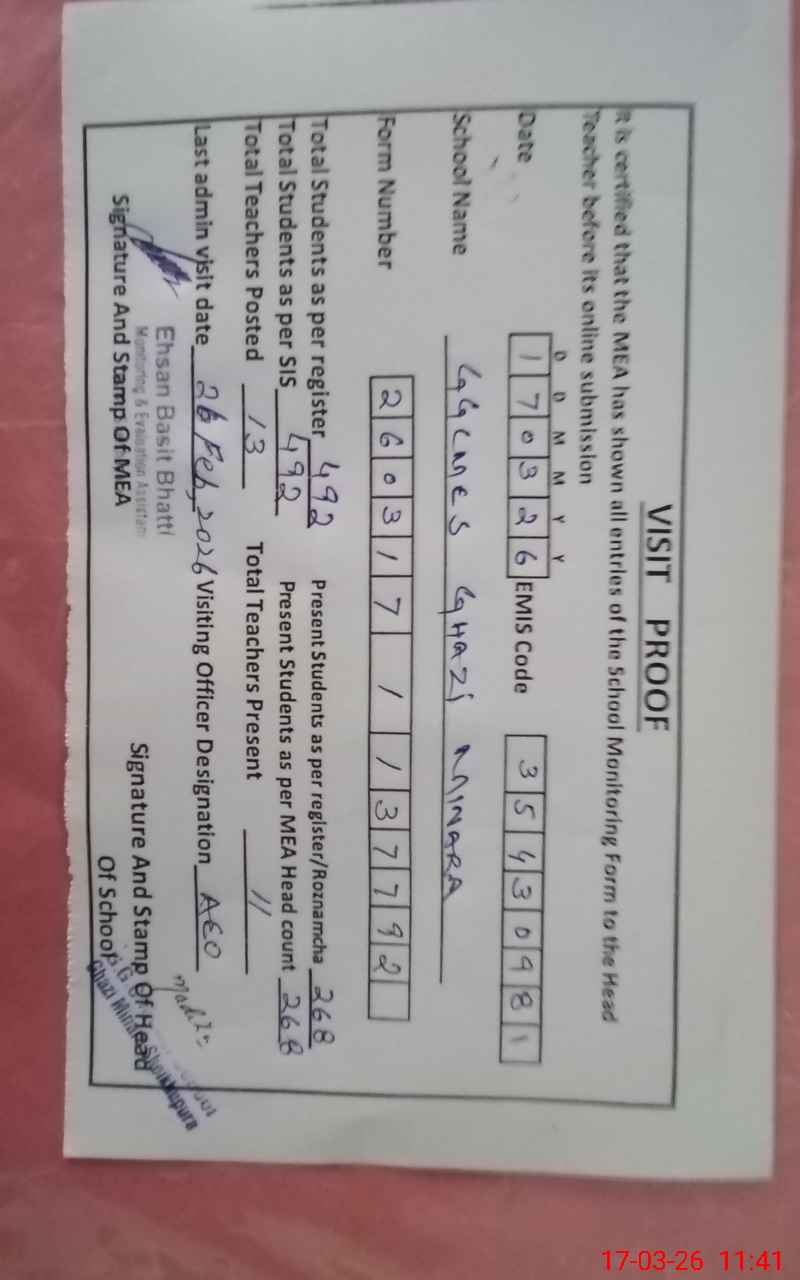 VISIT PROOF
It is certified that the MEA has shown all entries of the School Monitoring Form to the Head
Teacher before its online submission
D D M M Y Y
Date 1 7 0 3 2 6 EMIS Code 3 5 4 3 0 0 9 8 1
School Name GGCMES GHAZI MINARA
Form Number 2 6 0 3 1 7 / 1 3 7 7 9 2
Total Students as per register 492 Present Students as per register/Roznamcha 268
Total Students as per SIS 492 Present Students as per MEA Head count 268
Total Teachers Posted 13 Total Teachers Present 11
Last admin visit date 26 Feb, 2026 Visiting Officer Designation AEO
Ehsan Basit Bhatti
Monitoring & Evaluation Assistant
Signature And Stamp Of MEA
Signature And Stamp Of Head
Of School
Ghazi Minara Sheikhupura
17-03-26 11:41